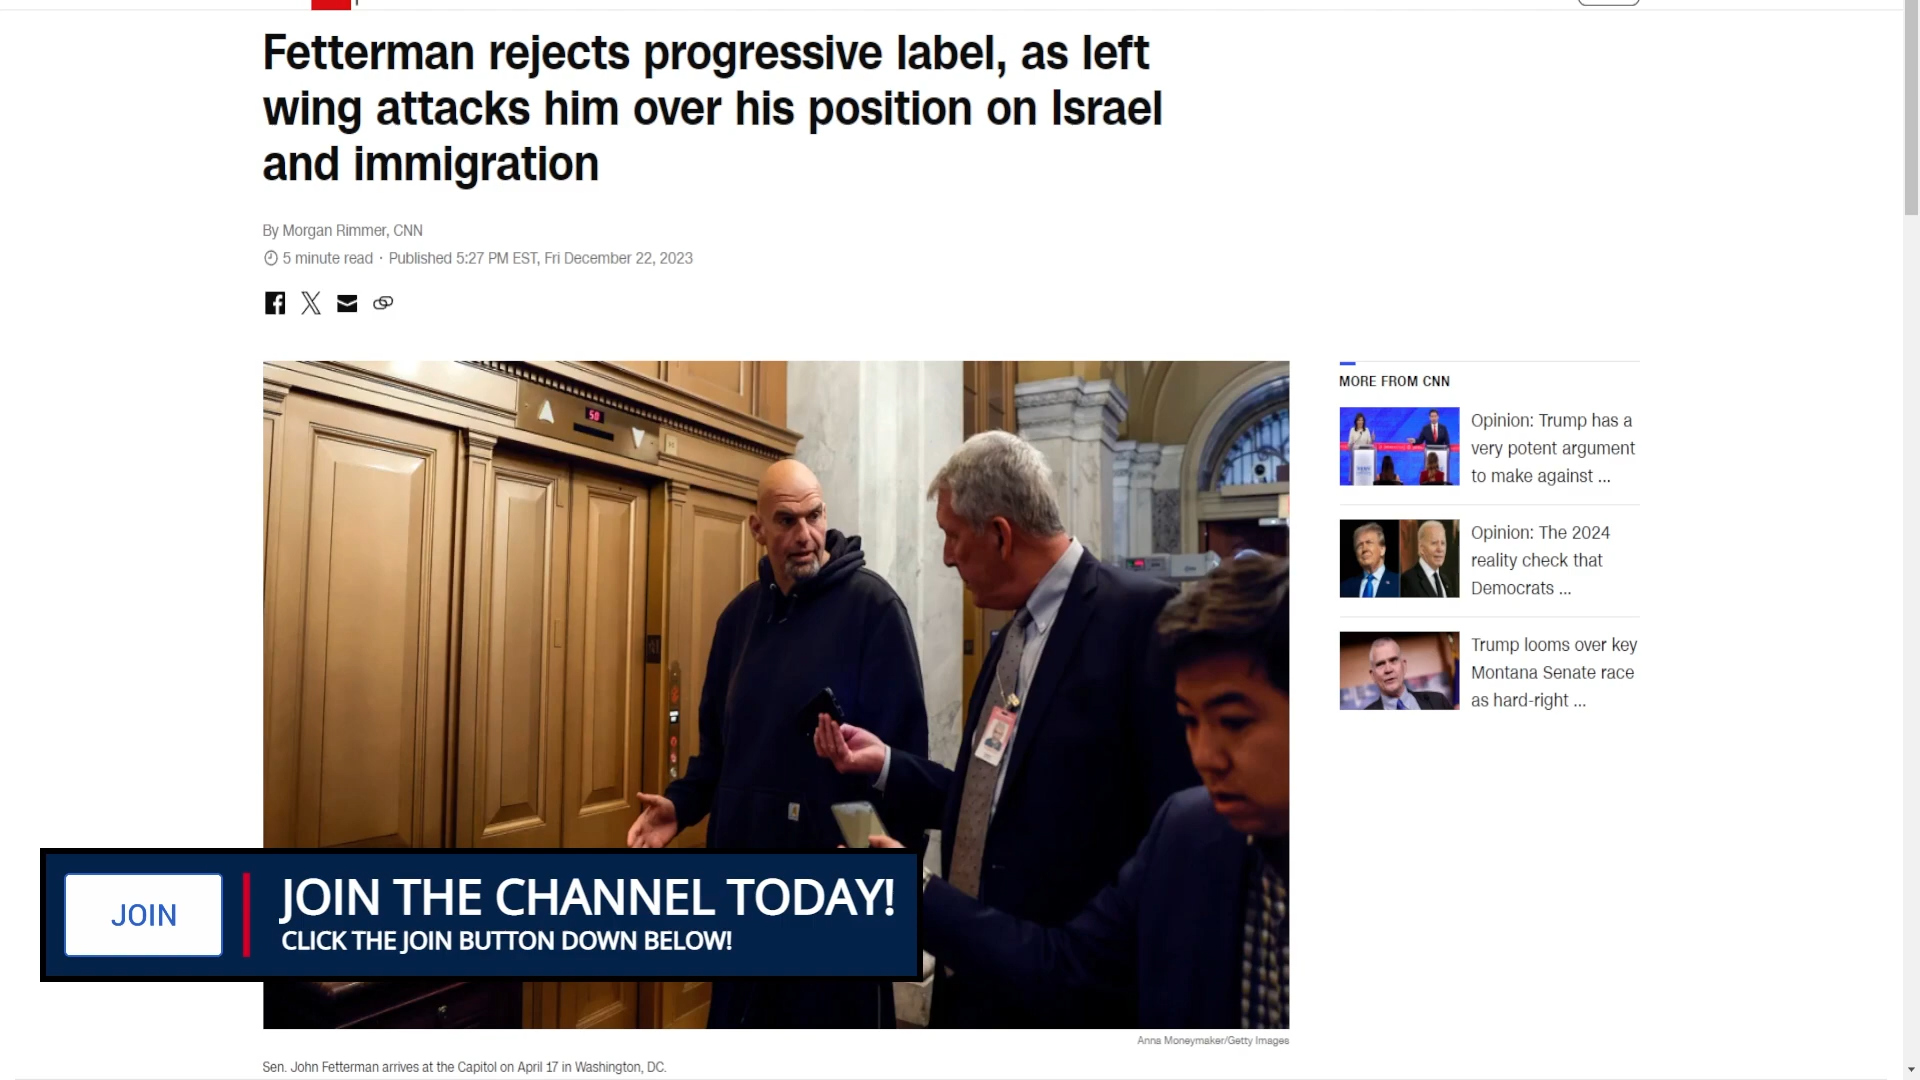 Fetterman rejects progressive label, as left
wing attacks him over his position on Israel
and immigration
By Morgan Rimmer, CNN
5 minute read · Published 5:27 PM EST, Fri December 22, 2023
MORE FROM CNN
Opinion: Trump has a
very potent argument
to make against ...
Opinion: The 2024
reality check that
Democrats ...
Trump looms over key
Montana Senate race
as hard-right ...
JOIN
JOIN THE CHANNEL TODAY!
CLICK THE JOIN BUTTON DOWN BELOW!
Anna Moneymaker/Getty Images
Sen. John Fetterman arrives at the Capitol on April 17 in Washington, DC.